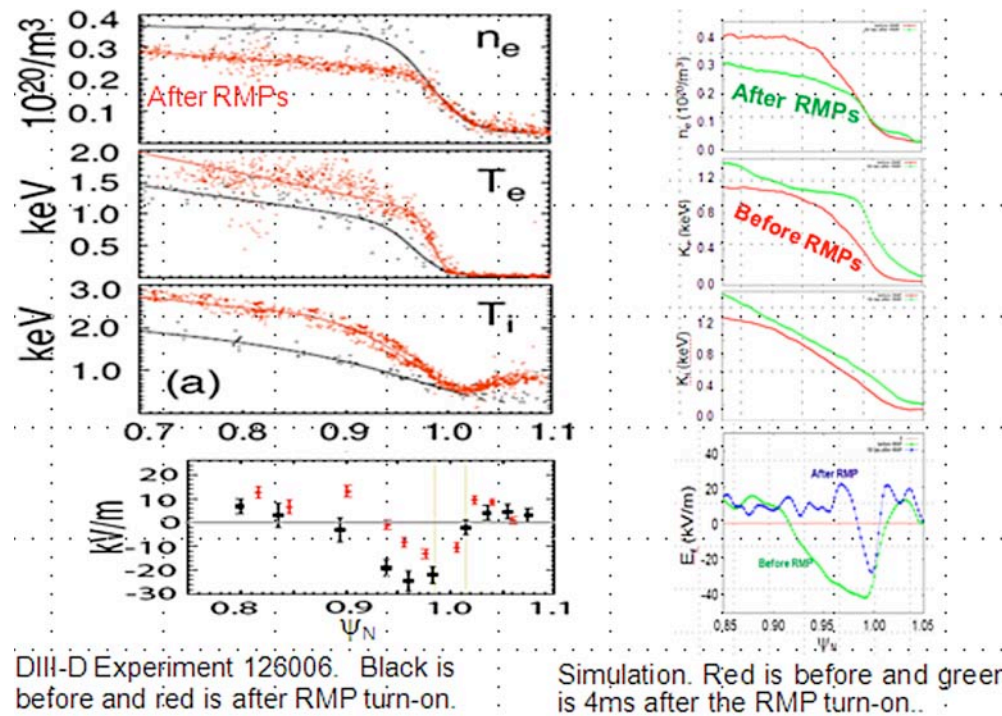 0.4
0.3
0.2
0.1
0.0
10²⁰/m³
nₑ
After RMPs
2.0
1.5
1.0
0.5
keV
Tₑ
3.0
2.0
1.0
keV
Tᵢ
(a)
0.7 0.8 0.9 1.0 1.1
20
10
0
-10
-20
-30
kV/m
0.8 0.9 1.0 1.1
ψ_N
DIII-D Experiment 126006. Black is
before and red is after RMP turn-on.
0.4
0.3
0.2
0.1
0.0
nₑ (10²⁰/m³)
After RMPs
1.2
0.8
0.4
0.0
(keV)
Before RMPs
1.2
0.8
0.4
0.0
(keV)
40
20
0
-20
-40
(kV/m)
After RMP
Before RMP
0.85 0.90 0.95 1.00 1.05
ψ_N
Simulation. Red is before and green
is 4ms after the RMP turn-on..